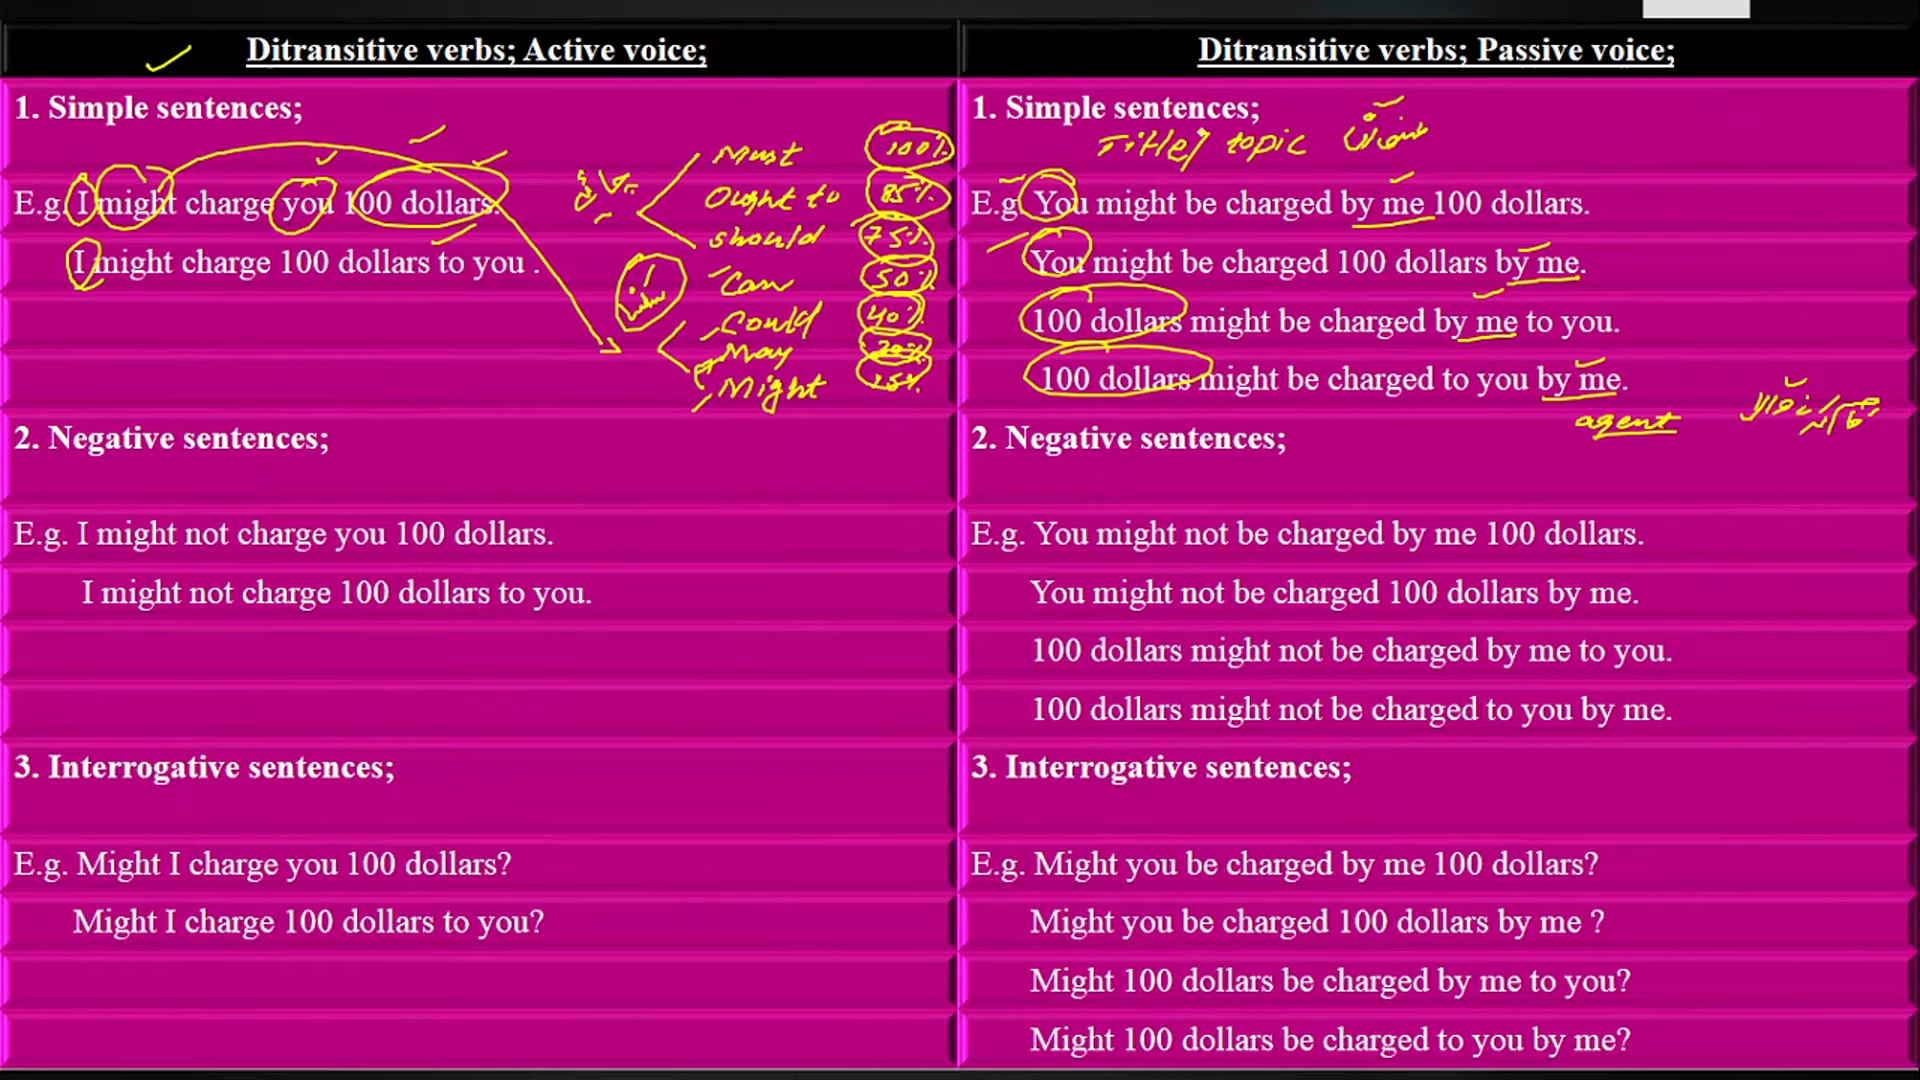 Ditransitive verbs; Active voice;
1. Simple sentences;
E.g. I might charge you 100 dollars.
I might charge 100 dollars to you .
Must 100%
Ought to 85%
should 75%
Can 50%
Could 40%
May
Might
2. Negative sentences;
E.g. I might not charge you 100 dollars.
I might not charge 100 dollars to you.
3. Interrogative sentences;
E.g. Might I charge you 100 dollars?
Might I charge 100 dollars to you?
Ditransitive verbs; Passive voice;
1. Simple sentences;
Title/ topic
E.g. You might be charged by me 100 dollars.
You might be charged 100 dollars by me.
100 dollars might be charged by me to you.
100 dollars might be charged to you by me.
agent
2. Negative sentences;
E.g. You might not be charged by me 100 dollars.
You might not be charged 100 dollars by me.
100 dollars might not be charged by me to you.
100 dollars might not be charged to you by me.
3. Interrogative sentences;
E.g. Might you be charged by me 100 dollars?
Might you be charged 100 dollars by me ?
Might 100 dollars be charged by me to you?
Might 100 dollars be charged to you by me?